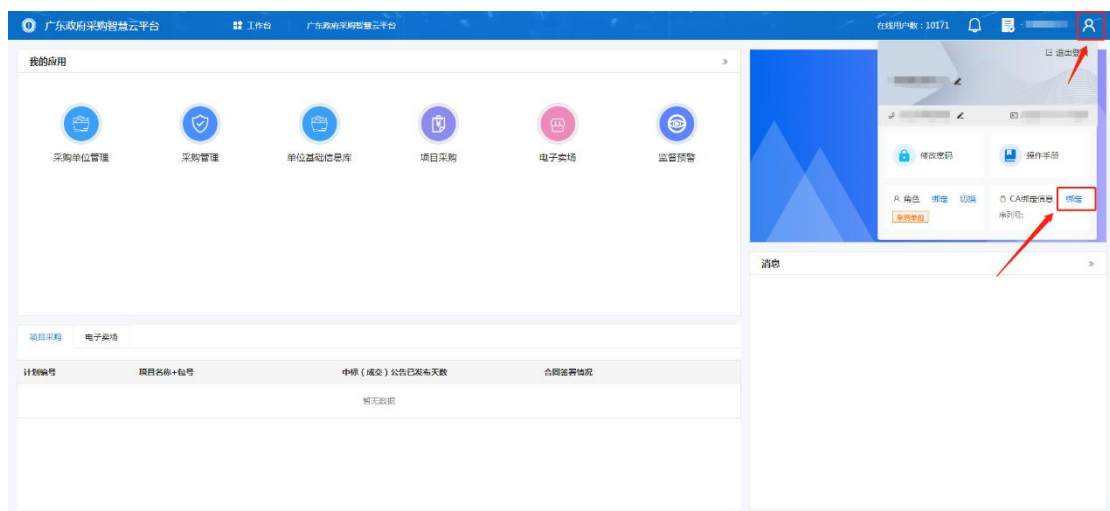 广东政府采购智慧云平台 工作台 广东政府采购智慧云平台 在线用户数：10171
我的应用
退出登
采购单位管理 采购管理 单位基础信息库 项目采购 电子卖场 监督预警
修改密码 操作手册
角色 绑定 切换 CA绑定信息 绑定
采购单位 序列号:
消息
项目采购 电子卖场
计划编号 项目名称+包号 中标（成交）公告已发布天数 合同签署情况
暂无数据